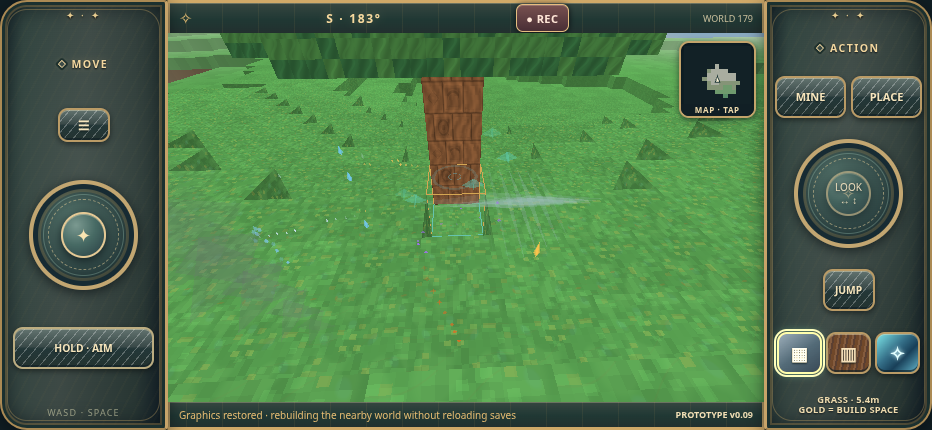 MOVE
HOLD · AIM
WASD · SPACE
S · 183°
● REC
WORLD 179
MAP · TAP
Graphics restored · rebuilding the nearby world without reloading saves
PROTOTYPE v0.09
ACTION
MINE
PLACE
LOOK
JUMP
GRASS · 5.4m
GOLD = BUILD SPACE